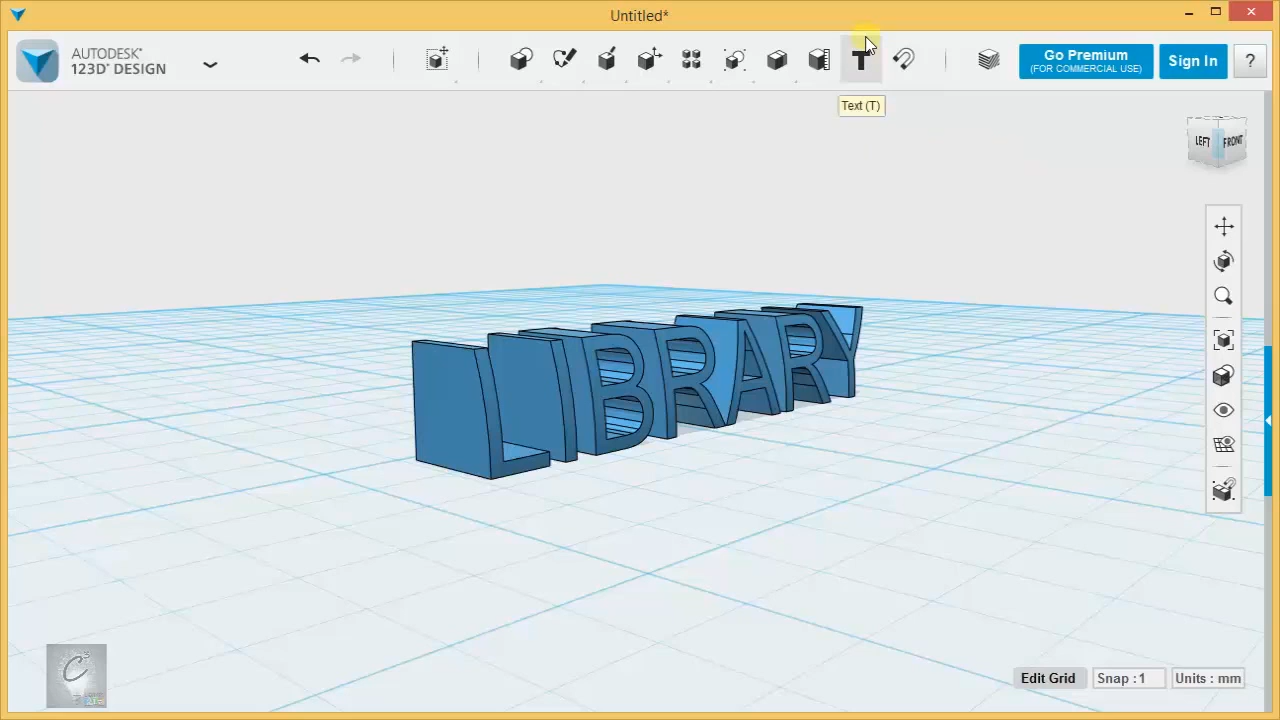 Untitled*
AUTODESK®
123D® DESIGN
Go Premium
(FOR COMMERCIAL USE)
Sign In
?
T
Text (T)
LEFT FRONT
LIBRARY
Edit Grid
Snap : 1
Units : mm